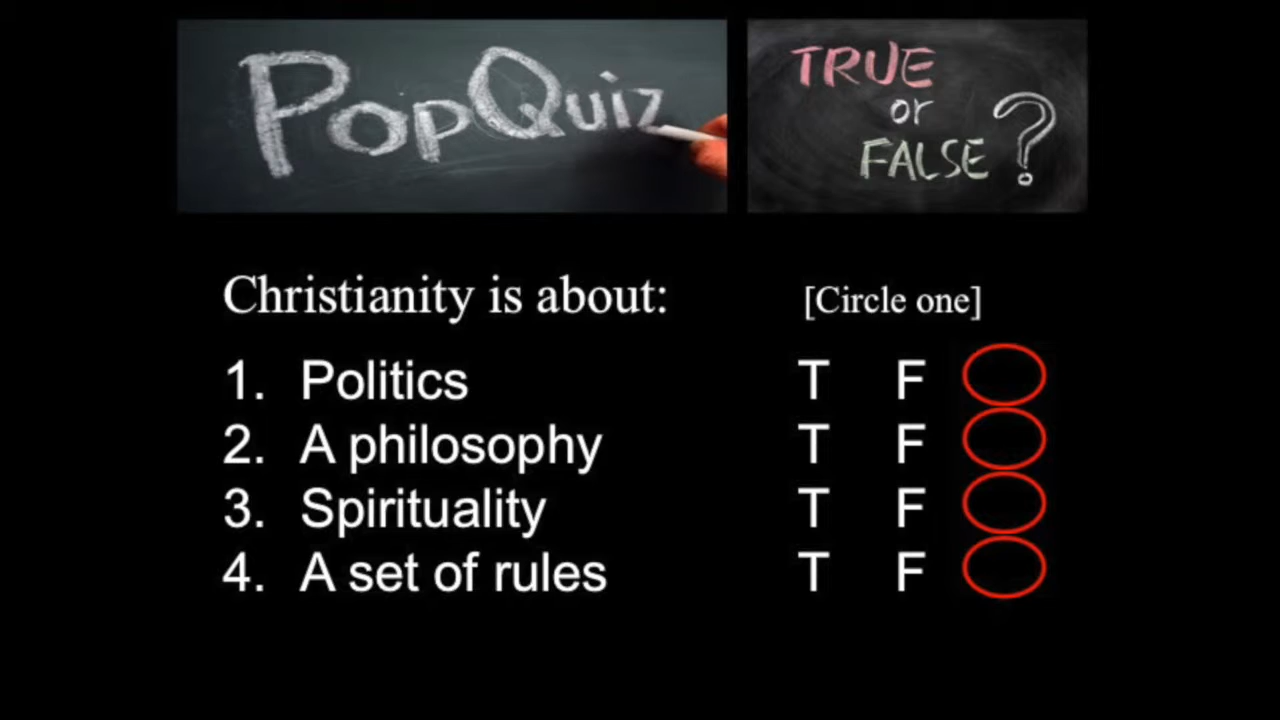 PopQuiz
TRUE
or
FALSE ?
Christianity is about: [Circle one]
1. Politics T F
2. A philosophy T F
3. Spirituality T F
4. A set of rules T F